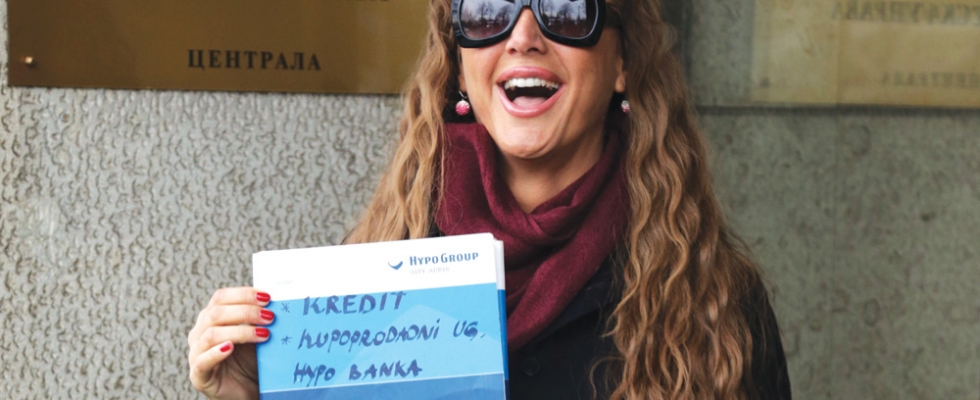 ЦЕНТРАЛА
HYPO GROUP
* KREDIT
* KUPOPRODAJNI UG.
HYPO BANKA